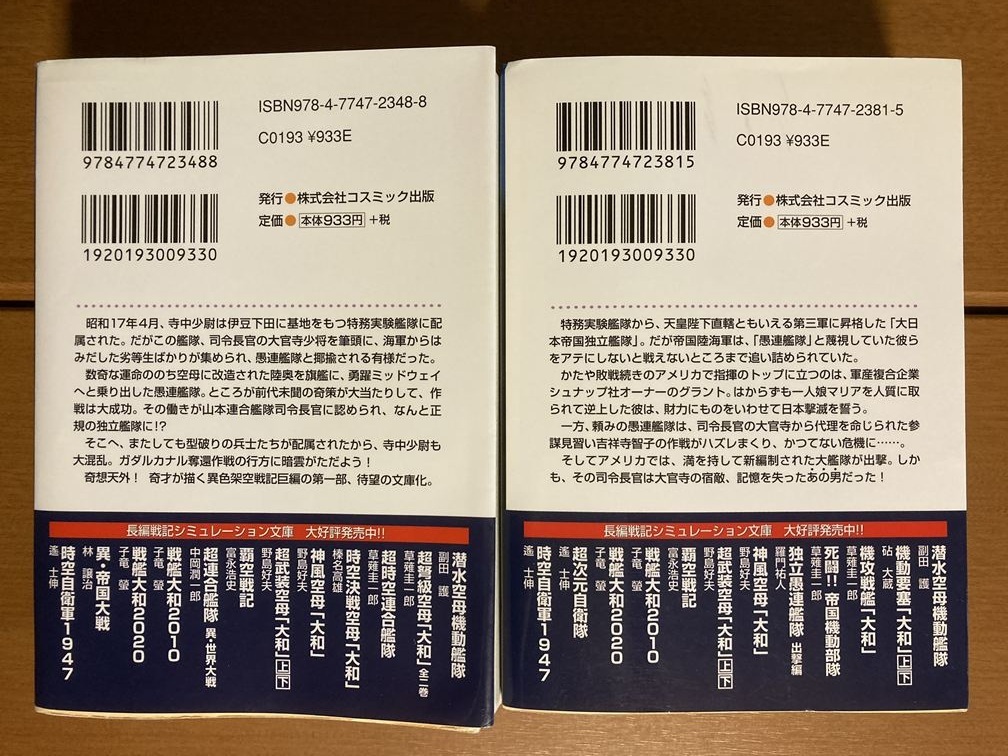 ISBN978-4-7747-2348-8
C0193 ¥933E
9784774723488
発行●株式会社コスミック出版
定価●本体933円 +税
1920193009330
昭和17年4月、寺中少尉は伊豆下田に基地をもつ特務実験艦隊に配
属された。だがこの艦隊、司令長官の大官寺少将を筆頭に、海軍からは
みだした劣等生ばかりが集められ、愚連艦隊と揶揄される有様だった。
数奇な運命ののち空母に改造された陸奥を旗艦に、勇躍ミッドウェイ
へと乗り出した愚連艦隊。ところが前代未聞の奇策が大当たりして、作
戦は大成功。その働きが山本連合艦隊司令長官に認められ、なんと正
規の独立艦隊に!?
そこへ、またしても型破りの兵士たちが配属されたから、寺中少尉も
大混乱。ガダルカナル奪還作戦の行方に暗雲がただよう！
奇想天外！ 奇才が描く異色架空戦記巨編の第一部、待望の文庫化。
長編戦記シミュレーション文庫 大好評発売中!!
潜水空母機動艦隊
副田 護
超弩級空母「大和」全二巻
草薙圭一郎
超時空連合艦隊
草薙圭一郎
時空決戦空母「大和」
榛名高雄
神風空母「大和」
野島好夫
超武装空母「大和」上下
野島好夫
覇空戦記
富永浩史
超連合艦隊 異・世界大戦
中岡潤一郎
戦艦大和2010
子竜 螢
戦艦大和2020
子竜 螢
異・帝国大戦
林 譲治
時空自衛軍1947
遙 士伸
ISBN978-4-7747-2381-5
C0193 ¥933E
9784774723815
発行●株式会社コスミック出版
定価●本体933円 +税
1920193009330
特務実験艦隊から、天皇陛下直轄ともいえる第三軍に昇格した「大日
本帝国独立艦隊」。だが帝国陸海軍は、「愚連艦隊」と蔑視していた彼ら
をアテにしないと戦えないところまで追い詰められていた。
かたや敗戦続きのアメリカで指揮のトップに立つのは、軍産複合企業
シュナップ社オーナーのグラント。はからずも一人娘マリアを人質に取
られて逆上した彼は、財力にものをいわせて日本撃滅を誓う。
一方、頼みの愚連艦隊は、司令長官の大官寺から代理を命じられた参
謀見習い吉祥寺智子の作戦がハズレまくり、かつてない危機に……。
そしてアメリカでは、満を持して新編制された大艦隊が出撃。しか
も、その司令長官は大官寺の宿敵、記憶を失ったあの男だった！
長編戦記シミュレーション文庫 大好評発売中!!
潜水空母機動艦隊
副田 護
機動要塞「大和」上下
砧 大蔵
機攻戦艦「大和」
草薙圭一郎
死闘!! 帝国機動部隊
草薙圭一郎
独立愚連艦隊 出撃編
羅門祐人
神風空母「大和」
野島好夫
超武装空母「大和」上下
野島好夫
覇空戦記
富永浩史
戦艦大和2010
子竜 螢
戦艦大和2020
子竜 螢
超次元自衛隊
遙 士伸
時空自衛軍1947
遙 士伸